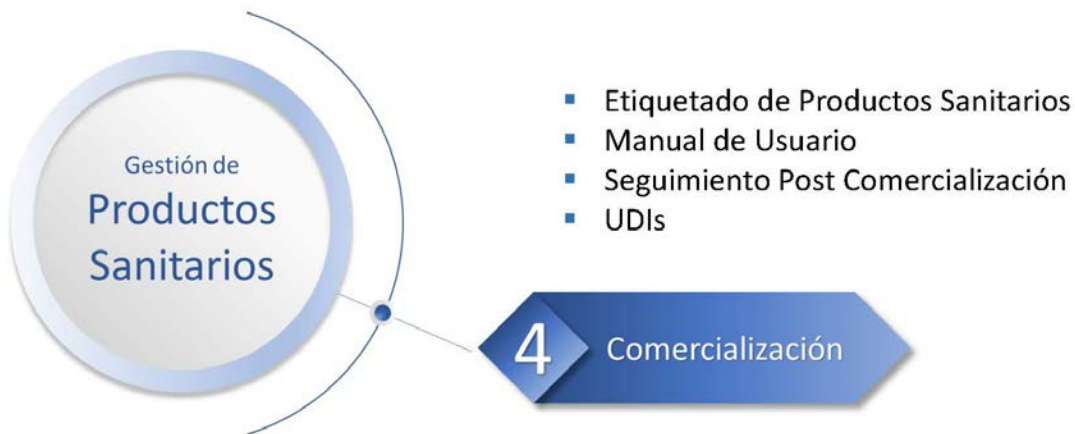 Gestión de
Productos
Sanitarios
Etiquetado de Productos Sanitarios
Manual de Usuario
Seguimiento Post Comercialización
UDIs
4 Comercialización